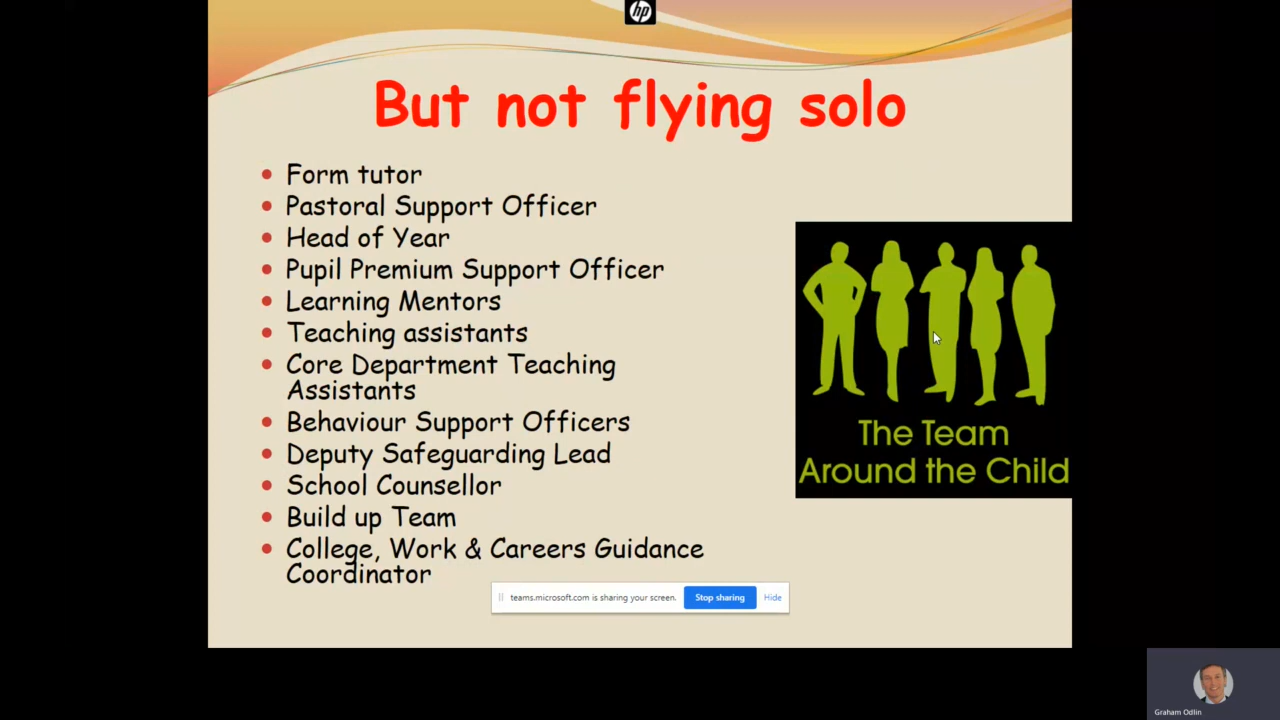 hp
But not flying solo
Form tutor
Pastoral Support Officer
Head of Year
Pupil Premium Support Officer
Learning Mentors
Teaching assistants
Core Department Teaching
Assistants
Behaviour Support Officers
Deputy Safeguarding Lead
School Counsellor
Build up Team
College, Work & Careers Guidance
Coordinator
The Team
Around the Child
teams.microsoft.com is sharing your screen.
Stop sharing
Hide
Graham Odlin